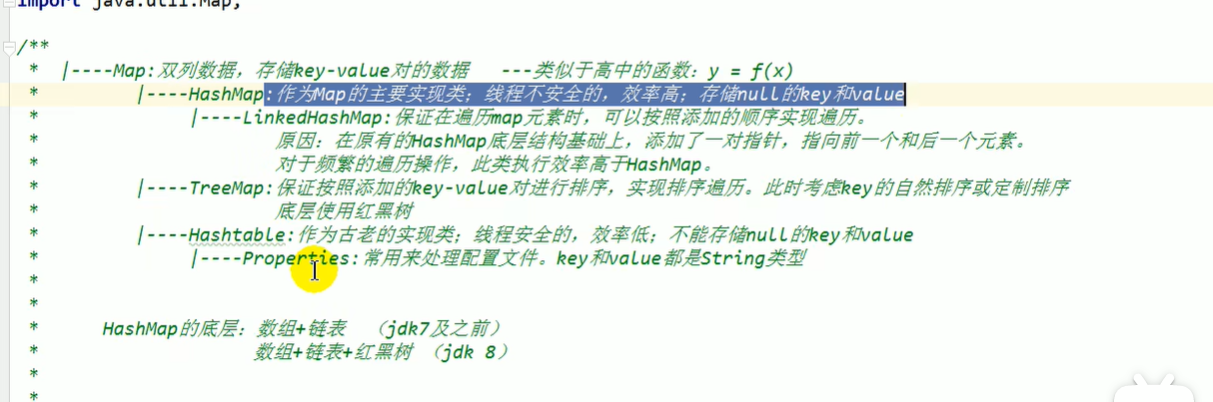 import java.util.Map;
/**
* |----Map:双列数据，存储key-value对的数据 ---类似于高中的函数：y = f(x)
* |----HashMap:作为Map的主要实现类；线程不安全的，效率高；存储null的key和value
* |----LinkedHashMap:保证在遍历map元素时，可以按照添加的顺序实现遍历。
* 原因：在原有的HashMap底层结构基础上，添加了一对指针，指向前一个和后一个元素。
* 对于频繁的遍历操作，此类执行效率高于HashMap。
* |----TreeMap:保证按照添加的key-value对进行排序，实现排序遍历。此时考虑key的自然排序或定制排序
* 底层使用红黑树
* |----Hashtable:作为古老的实现类；线程安全的，效率低；不能存储null的key和value
* |----Properties:常用来处理配置文件。key和value都是String类型
*
*
* HashMap的底层：数组+链表 （jdk7及之前）
* 数组+链表+红黑树 （jdk 8）
*
*